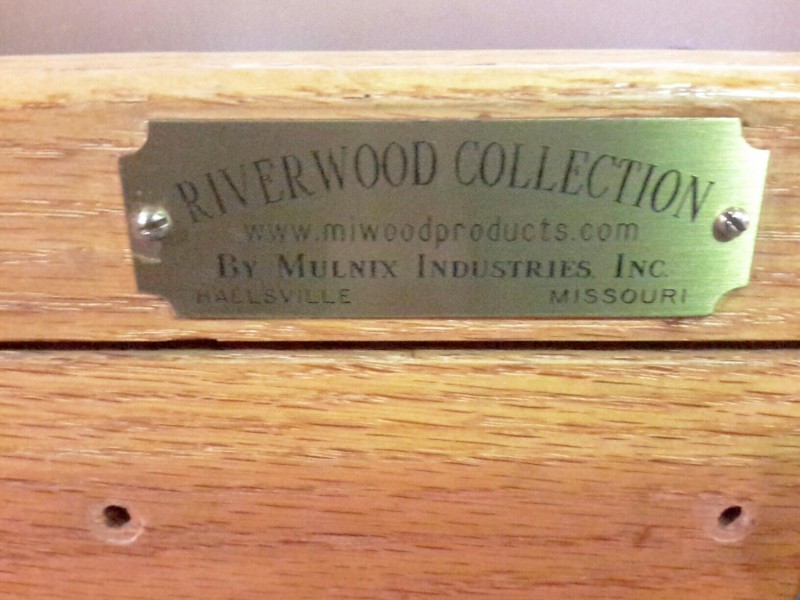 RIVERWOOD COLLECTION
www.miwoodproducts.com
BY MULNIX INDUSTRIES, INC.
HALLSVILLE MISSOURI